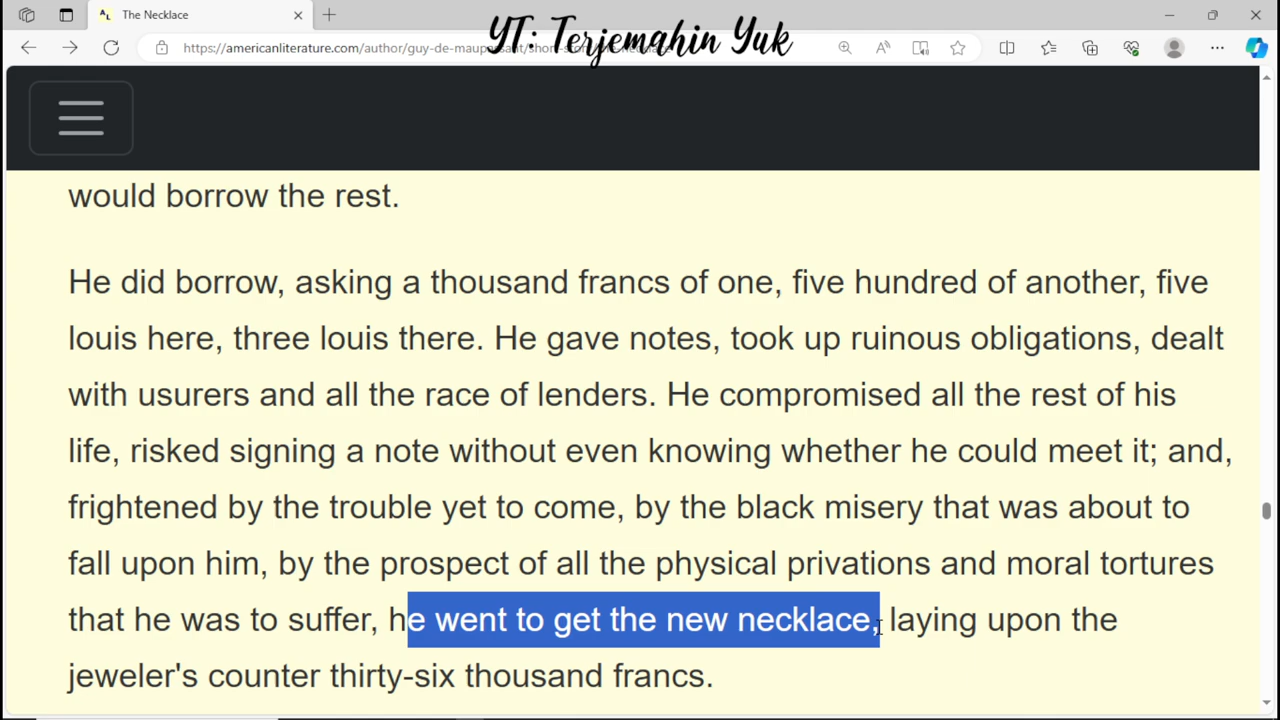 The Necklace
YT: Terjemahin Yuk
https://americanliterature.com/author/guy-de-maupassant/short-story/the-necklace
would borrow the rest.
He did borrow, asking a thousand francs of one, five hundred of another, five
louis here, three louis there. He gave notes, took up ruinous obligations, dealt
with usurers and all the race of lenders. He compromised all the rest of his
life, risked signing a note without even knowing whether he could meet it; and,
frightened by the trouble yet to come, by the black misery that was about to
fall upon him, by the prospect of all the physical privations and moral tortures
that he was to suffer, he went to get the new necklace, laying upon the
jeweler's counter thirty-six thousand francs.